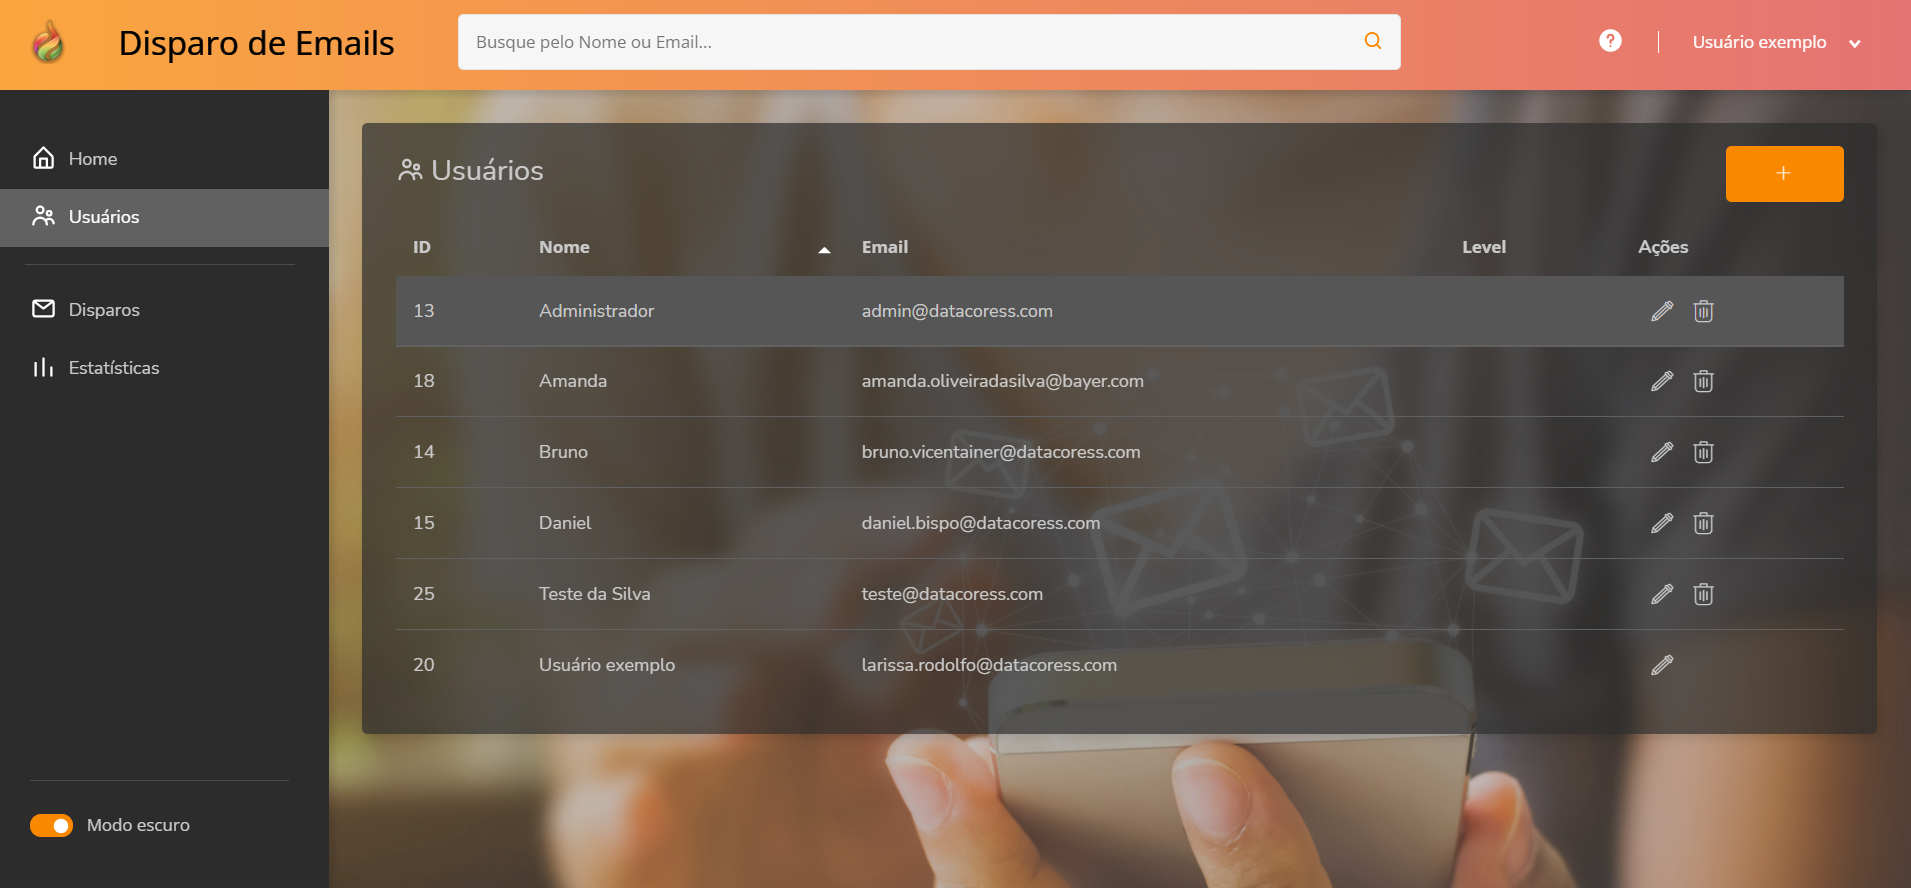 Disparo de Emails
Busque pelo Nome ou Email...
?
Usuário exemplo
Home
Usuários
Disparos
Estatísticas
Modo escuro
Usuários
+
ID Nome Email Level Ações
13 Administrador admin@datacoress.com
18 Amanda amanda.oliveiradasilva@bayer.com
14 Bruno bruno.vicentainer@datacoress.com
15 Daniel daniel.bispo@datacoress.com
25 Teste da Silva teste@datacoress.com
20 Usuário exemplo larissa.rodolfo@datacoress.com